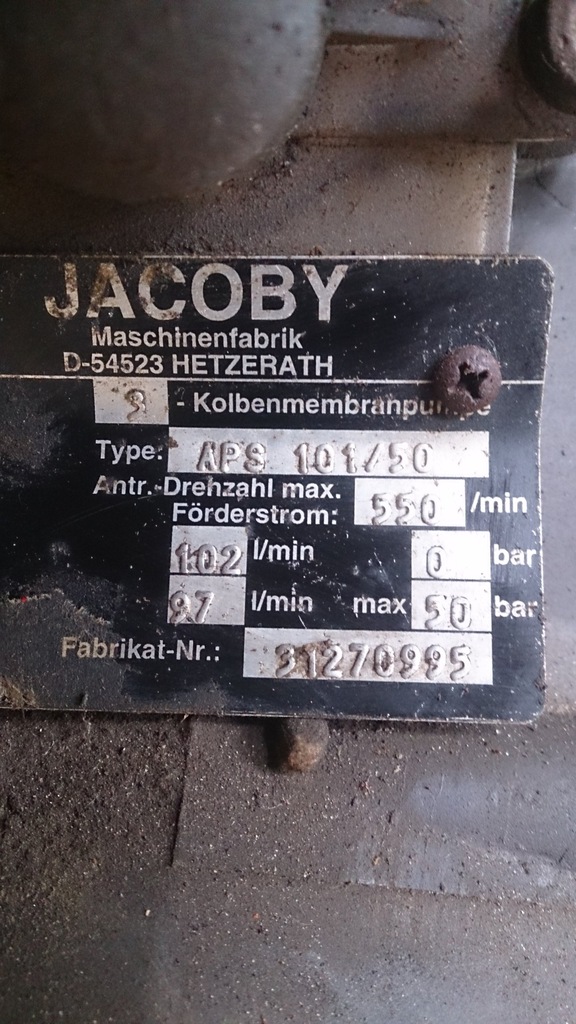 JACOBY
Maschinenfabrik
D-54523 HETZERATH
3 - Kolbenmembranpumpe
Type: APS 101/50
Antr.-Drehzahl max. 550 /min
Förderstrom:
102 l/min 0 bar
97 l/min max 50 bar
Fabrikat-Nr.: 31270995